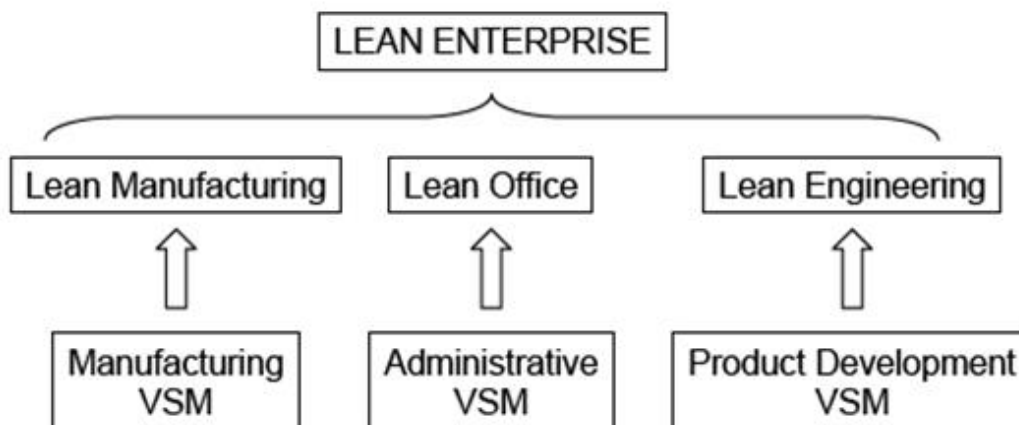 LEAN ENTERPRISE
Lean Manufacturing
Lean Office
Lean Engineering
Manufacturing
VSM
Administrative
VSM
Product Development
VSM